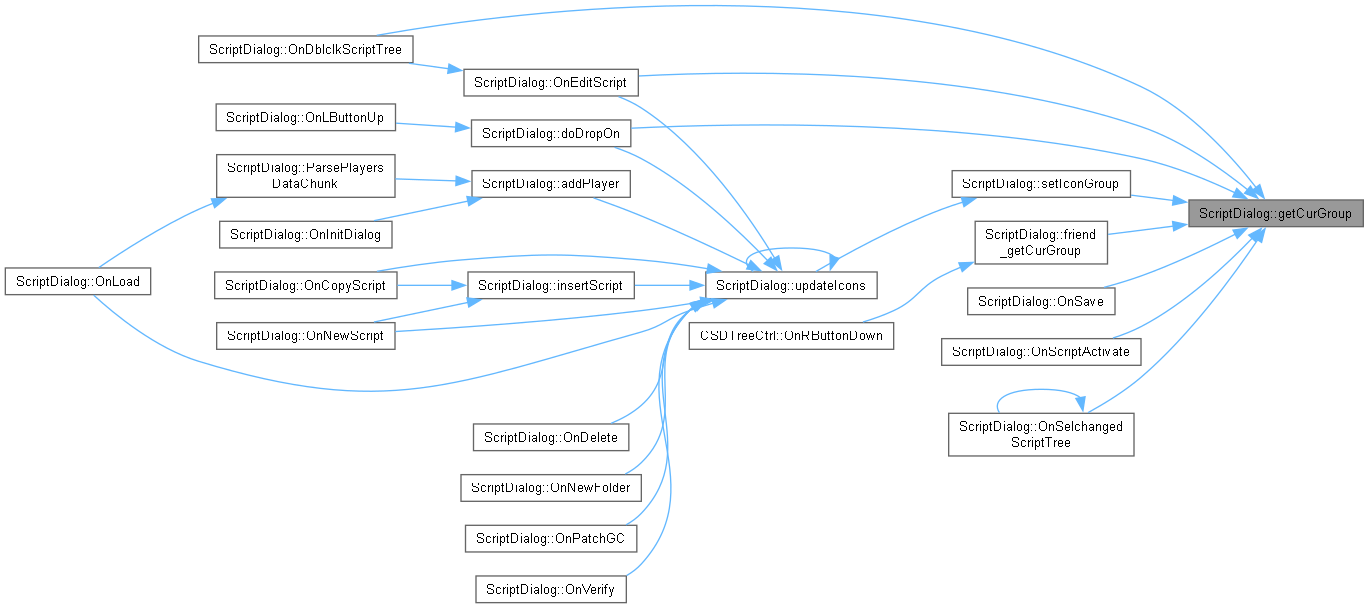 ScriptDialog::OnDblclkScriptTree
ScriptDialog::OnEditScript
ScriptDialog::OnLButtonUp
ScriptDialog::doDropOn
ScriptDialog::ParsePlayers
DataChunk
ScriptDialog::addPlayer
ScriptDialog::setIconGroup
ScriptDialog::getCurGroup
ScriptDialog::OnInitDialog
ScriptDialog::friend
_getCurGroup
ScriptDialog::OnLoad
ScriptDialog::OnCopyScript
ScriptDialog::insertScript
ScriptDialog::updateIcons
ScriptDialog::OnSave
ScriptDialog::OnNewScript
CSDTreeCtrl::OnRButtonDown
ScriptDialog::OnScriptActivate
ScriptDialog::OnSelchanged
ScriptTree
ScriptDialog::OnDelete
ScriptDialog::OnNewFolder
ScriptDialog::OnPatchGC
ScriptDialog::OnVerify